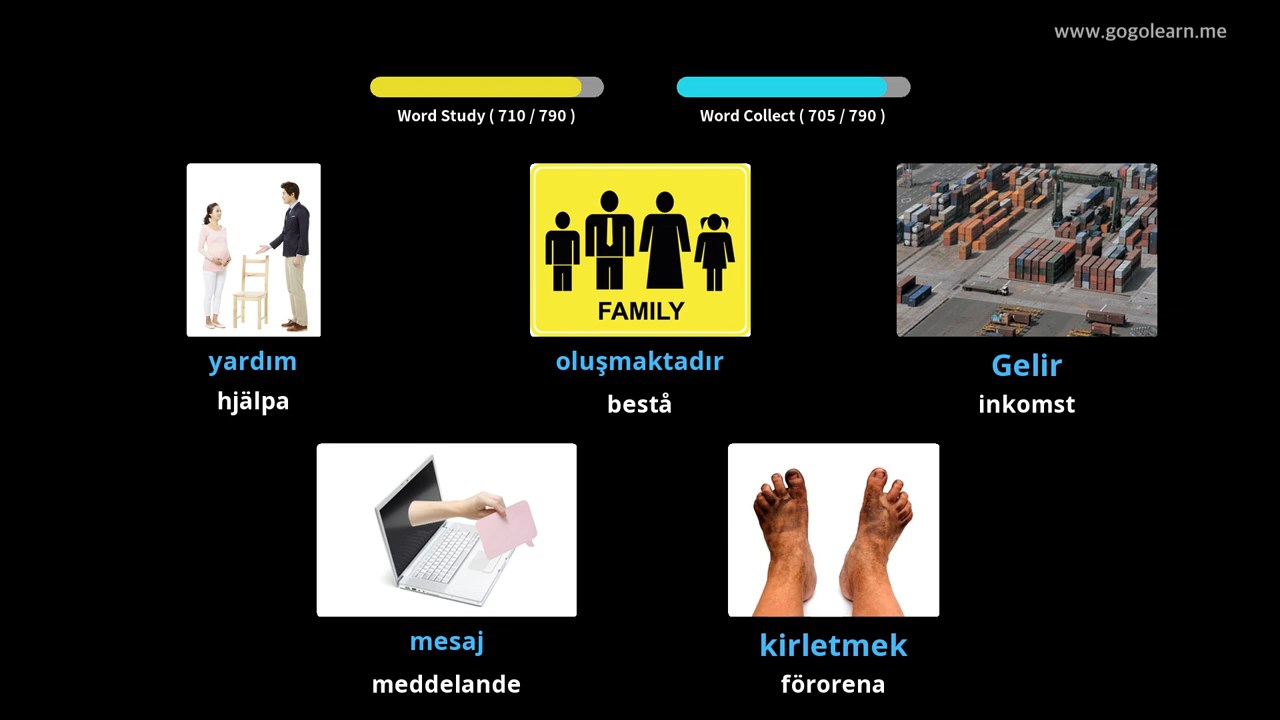 www.gogolearn.me
Word Study ( 710 / 790 )
Word Collect ( 705 / 790 )
FAMILY
yardım
oluşmaktadır
Gelir
hjälpa
bestå
inkomst
mesaj
kirletmek
meddelande
förorena